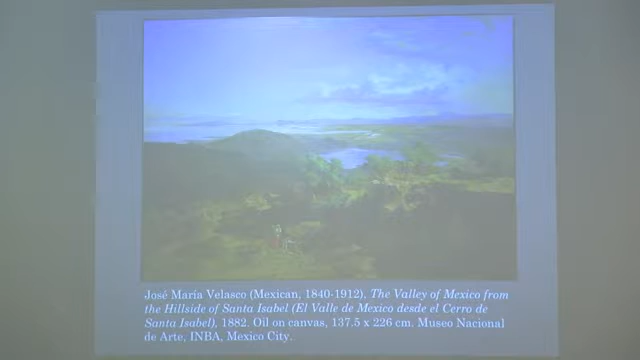 José María Velasco (Mexican, 1840-1912), The Valley of Mexico from
the Hillside of Santa Isabel (El Valle de Mexico desde el Cerro de
Santa Isabel), 1882. Oil on canvas, 137.5 x 226 cm. Museo Nacional
de Arte, INBA, Mexico City.